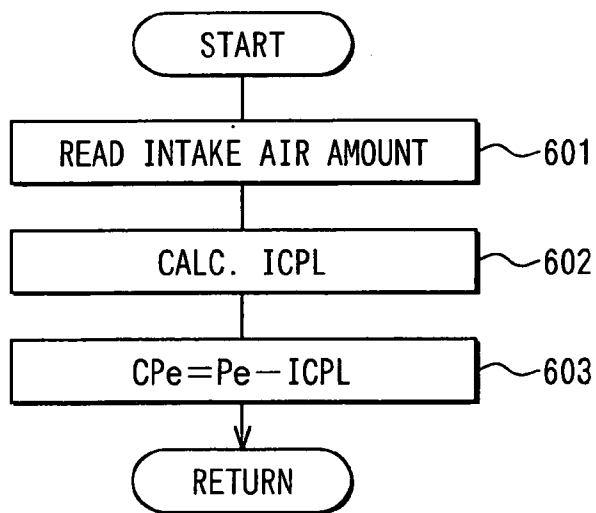 START
READ INTAKE AIR AMOUNT
601
CALC. ICPL
602
CPe=Pe-ICPL
603
RETURN